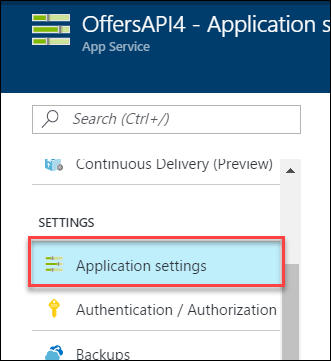 OffersAPI4 - Application s
App Service
Search (Ctrl+/)
Continuous Delivery (Preview)
SETTINGS
Application settings
Authentication / Authorization
Backups